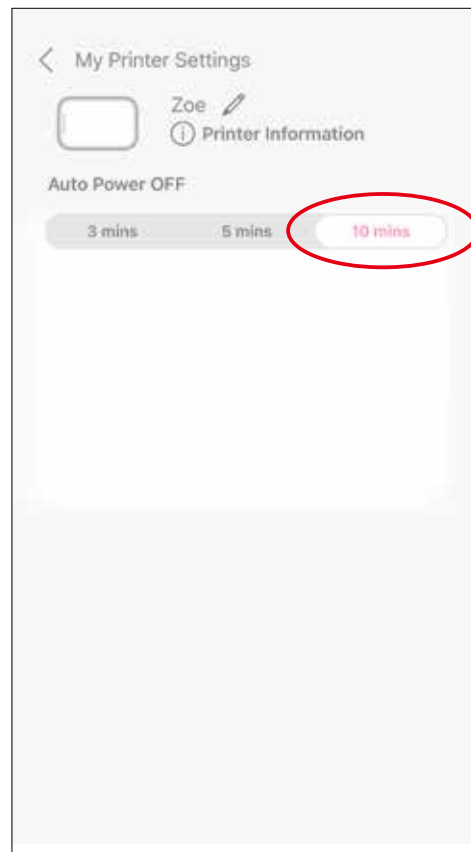 My Printer Settings
Zoe
Printer Information
Auto Power OFF
3 mins 5 mins 10 mins